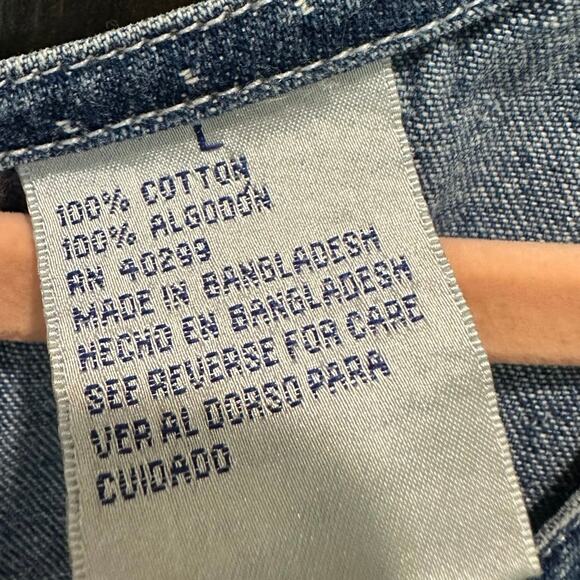 L
100% COTTON
100% ALGODÓN
RN 40299
MADE IN BANGLADESH
HECHO EN BANGLADESH
SEE REVERSE FOR CARE
VER AL DORSO PARA
CUIDADO